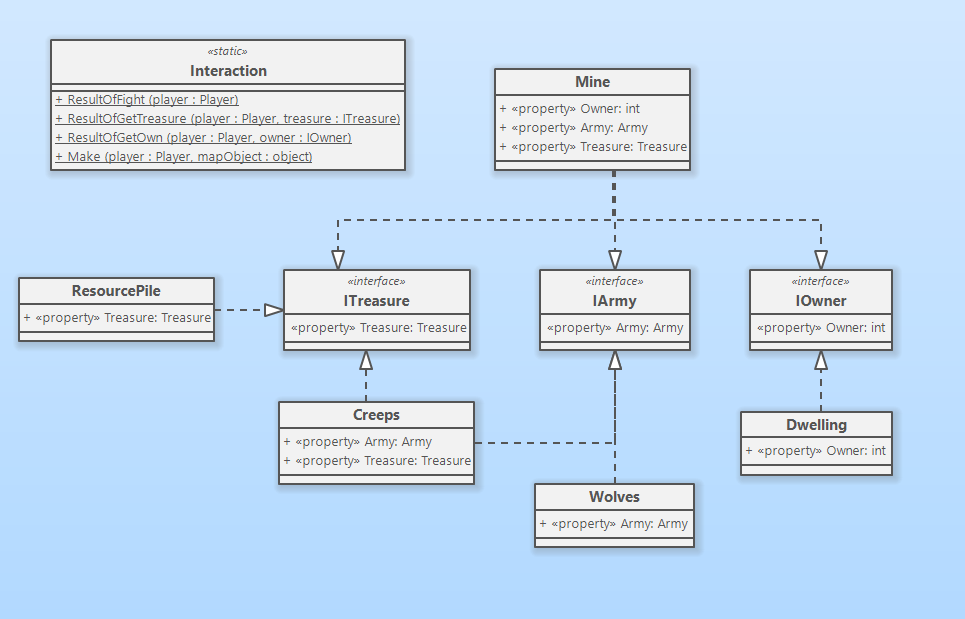 «static»
Interaction
+ ResultOfFight (player : Player)
+ ResultOfGetTreasure (player : Player, treasure : ITreasure)
+ ResultOfGetOwn (player : Player, owner : IOwner)
+ Make (player : Player, mapObject : object)
Mine
+ «property» Owner: int
+ «property» Army: Army
+ «property» Treasure: Treasure
ResourcePile
+ «property» Treasure: Treasure
«interface»
ITreasure
«property» Treasure: Treasure
«interface»
IArmy
«property» Army: Army
«interface»
IOwner
«property» Owner: int
Creeps
+ «property» Army: Army
+ «property» Treasure: Treasure
Dwelling
+ «property» Owner: int
Wolves
+ «property» Army: Army